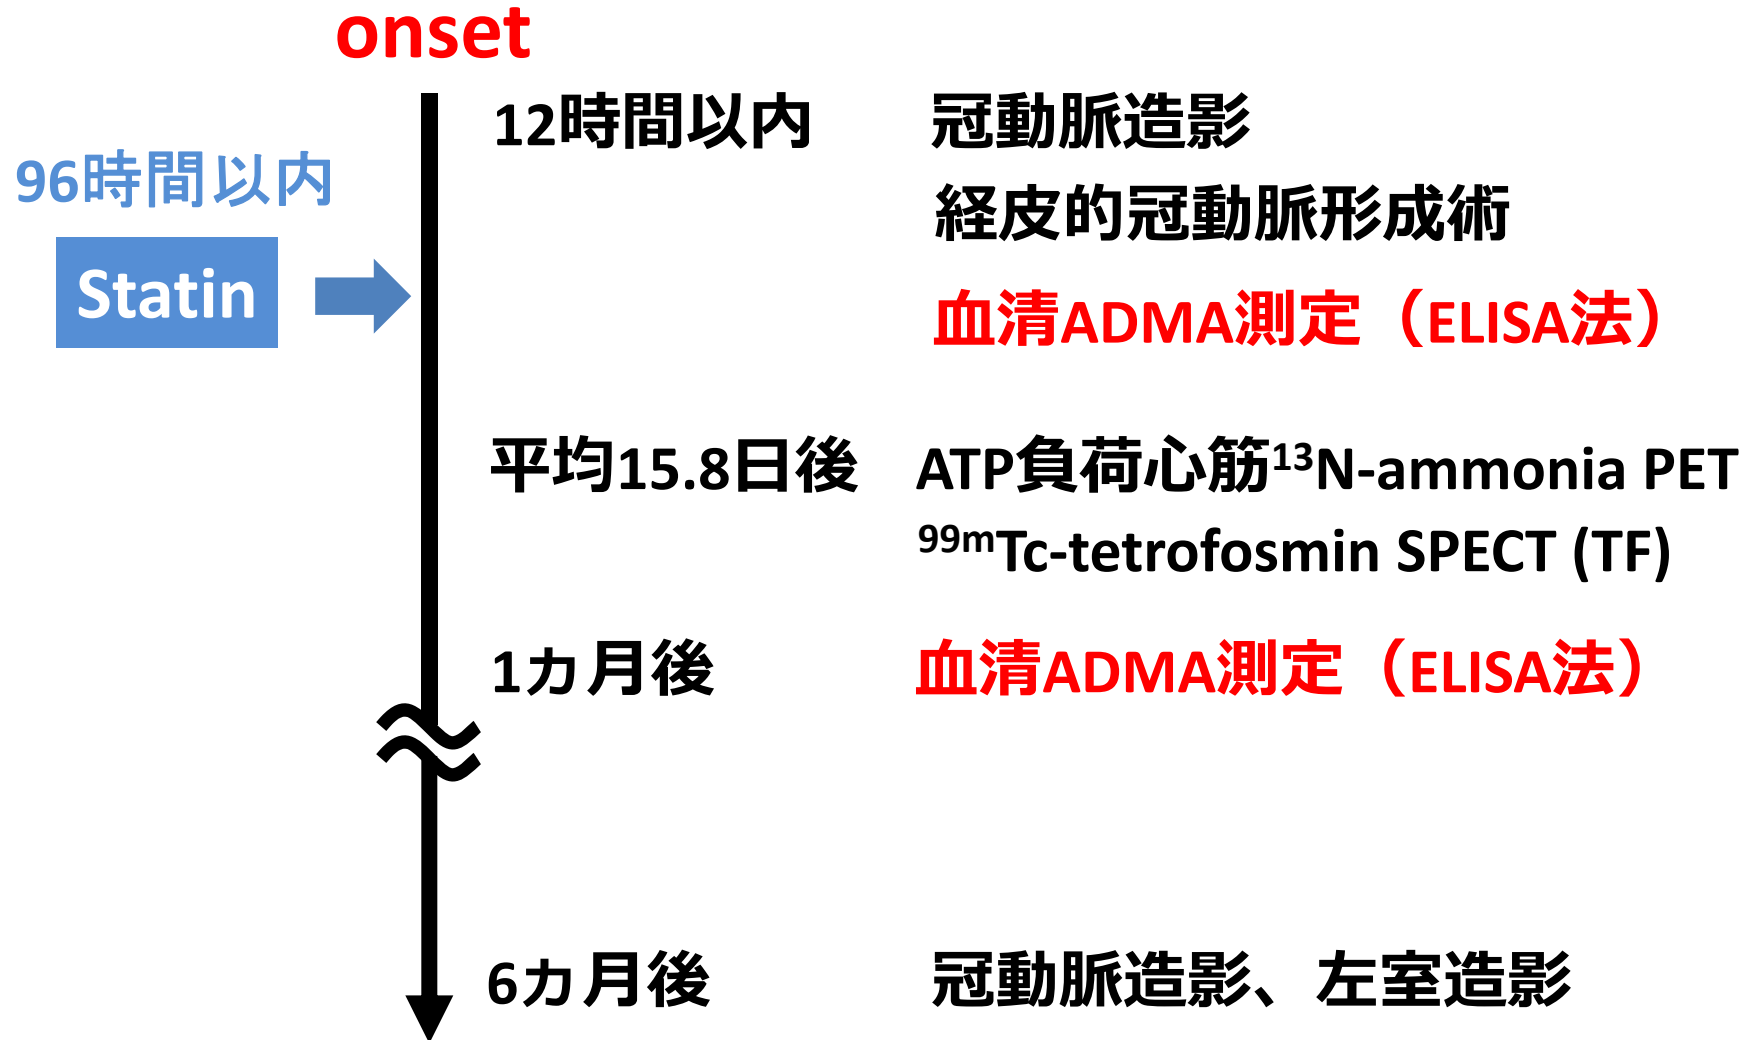 onset
12時間以内 冠動脈造影
96時間以内
経皮的冠動脈形成術
Statin
血清ADMA測定（ELISA法）
平均15.8日後 ATP負荷心筋¹³N-ammonia PET
⁹⁹ᵐTc-tetrofosmin SPECT (TF)
1カ月後 血清ADMA測定（ELISA法）
6カ月後 冠動脈造影、左室造影